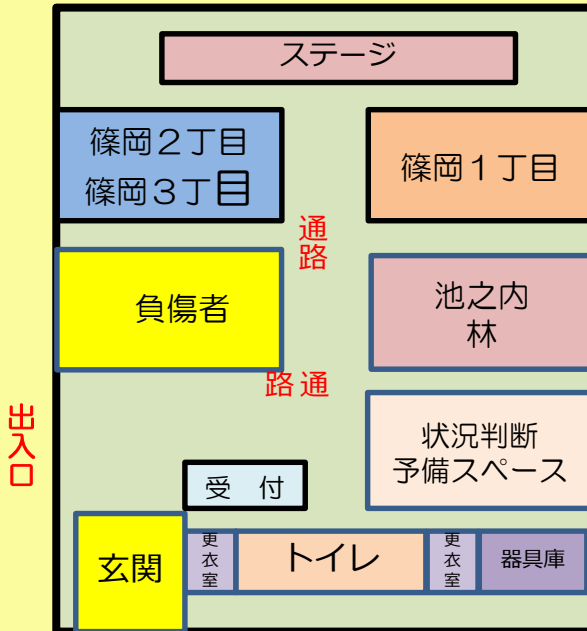 ステージ
篠岡２丁目
篠岡３丁目
篠岡１丁目
通路
負傷者
池之内
林
路通
出入口
状況判断
予備スペース
受　付
玄関
更衣室
トイレ
更衣室
器具庫